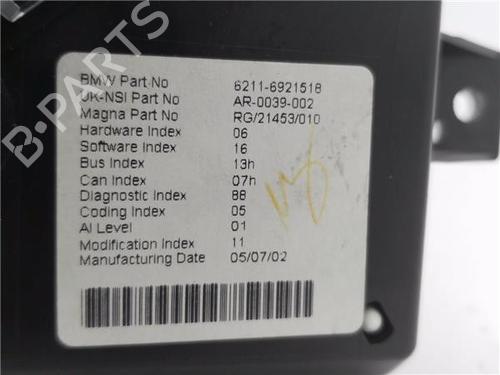 BMW Part No 6211-6921518
UK-NSI Part No AR-0039-002
Magna Part No RG/21453/010
Hardware Index 06
Software Index 16
Bus Index 13h
Can Index 07h
Diagnostic Index 88
Coding Index 05
AI Level 01
Modification Index 11
Manufacturing Date 05/07/02
B-PARTS